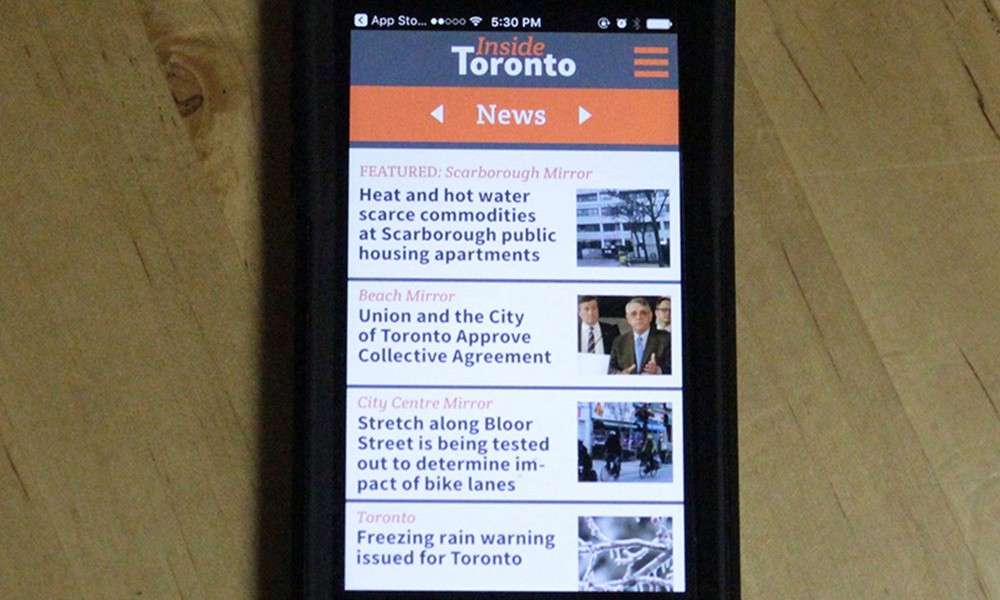 App Sto... 5:30 PM
Inside
Toronto
News
FEATURED: Scarborough Mirror
Heat and hot water
scarce commodities
at Scarborough public
housing apartments
Beach Mirror
Union and the City
of Toronto Approve
Collective Agreement
City Centre Mirror
Stretch along Bloor
Street is being tested
out to determine im-
pact of bike lanes
Toronto
Freezing rain warning
issued for Toronto